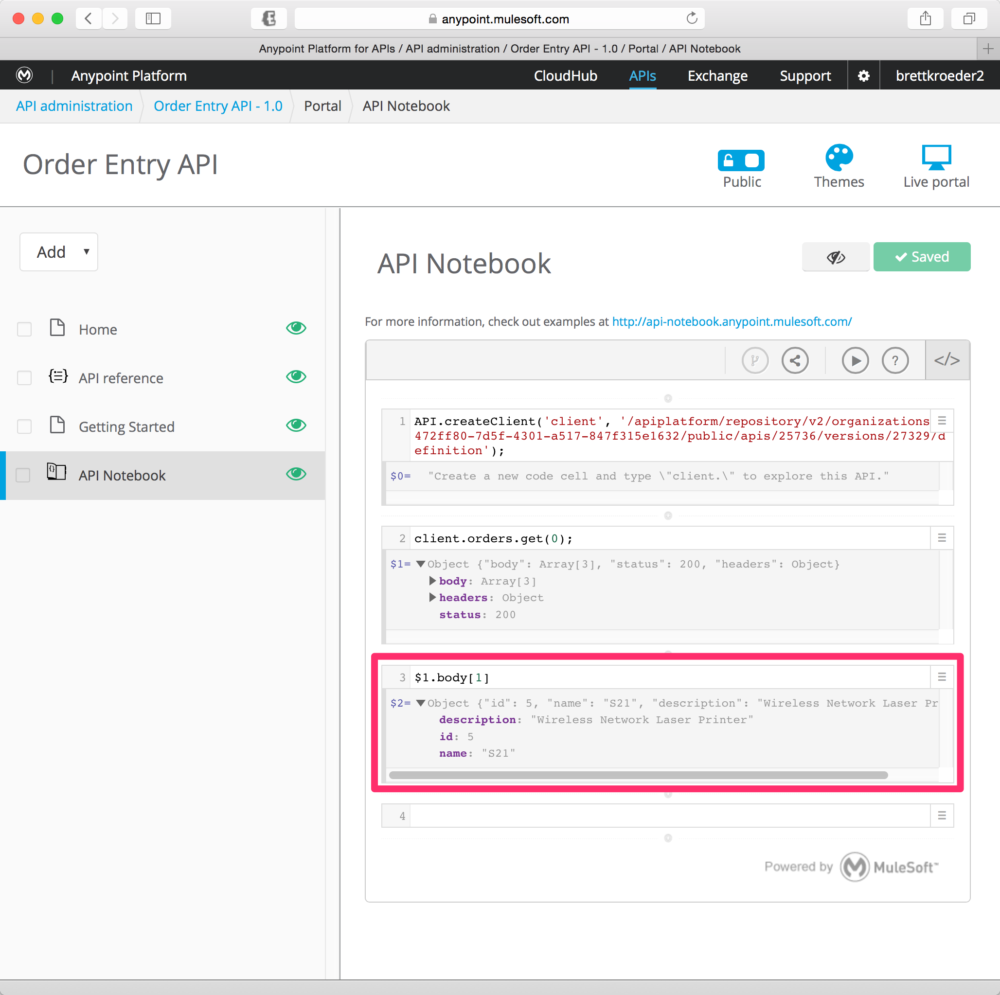 anypoint.mulesoft.com
Anypoint Platform for APIs / API administration / Order Entry API - 1.0 / Portal / API Notebook
Anypoint Platform CloudHub APIs Exchange Support brettkroeder2
API administration Order Entry API - 1.0 Portal API Notebook
Order Entry API
Public Themes Live portal
Add
Home
API reference
Getting Started
API Notebook
API Notebook
Saved
For more information, check out examples at http://api-notebook.anypoint.mulesoft.com/
? </>
1 API.createClient('client', '/apiplatform/repository/v2/organizations
472ff80-7d5f-4301-a517-847f315e1632/public/apis/25736/versions/27329/d
efinition');
$0= "Create a new code cell and type \"client.\" to explore this API."
2 client.orders.get(0);
$1= Object {"body": Array[3], "status": 200, "headers": Object}
body: Array[3]
headers: Object
status: 200
3 $1.body[1]
$2= Object {"id": 5, "name": "S21", "description": "Wireless Network Laser Pr
description: "Wireless Network Laser Printer"
id: 5
name: "S21"
4
Powered by MuleSoft™